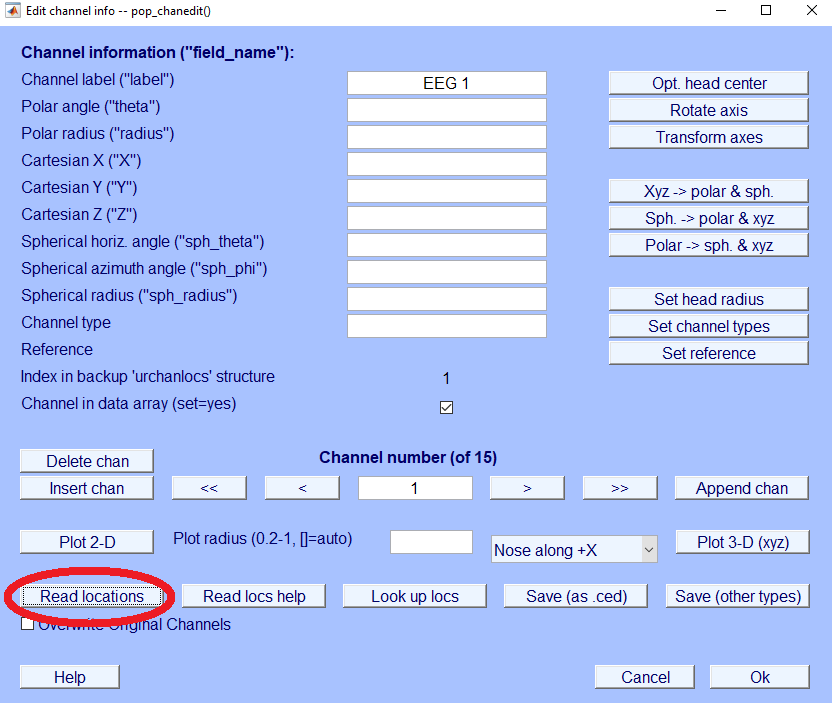 Edit channel info -- pop_chanedit()
Channel information ("field_name"):
Channel label ("label") EEG 1 Opt. head center
Polar angle ("theta") Rotate axis
Polar radius ("radius") Transform axes
Cartesian X ("X")
Cartesian Y ("Y") Xyz -> polar & sph.
Cartesian Z ("Z") Sph. -> polar & xyz
Spherical horiz. angle ("sph_theta") Polar -> sph. & xyz
Spherical azimuth angle ("sph_phi")
Spherical radius ("sph_radius") Set head radius
Channel type Set channel types
Reference Set reference
Index in backup 'urchanlocs' structure 1
Channel in data array (set=yes)
Delete chan Channel number (of 15)
Insert chan << < 1 > >> Append chan
Plot 2-D Plot radius (0.2-1, []=auto) Nose along +X Plot 3-D (xyz)
Read locations Read locs help Look up locs Save (as .ced) Save (other types)
Overwrite Original Channels
Help Cancel Ok